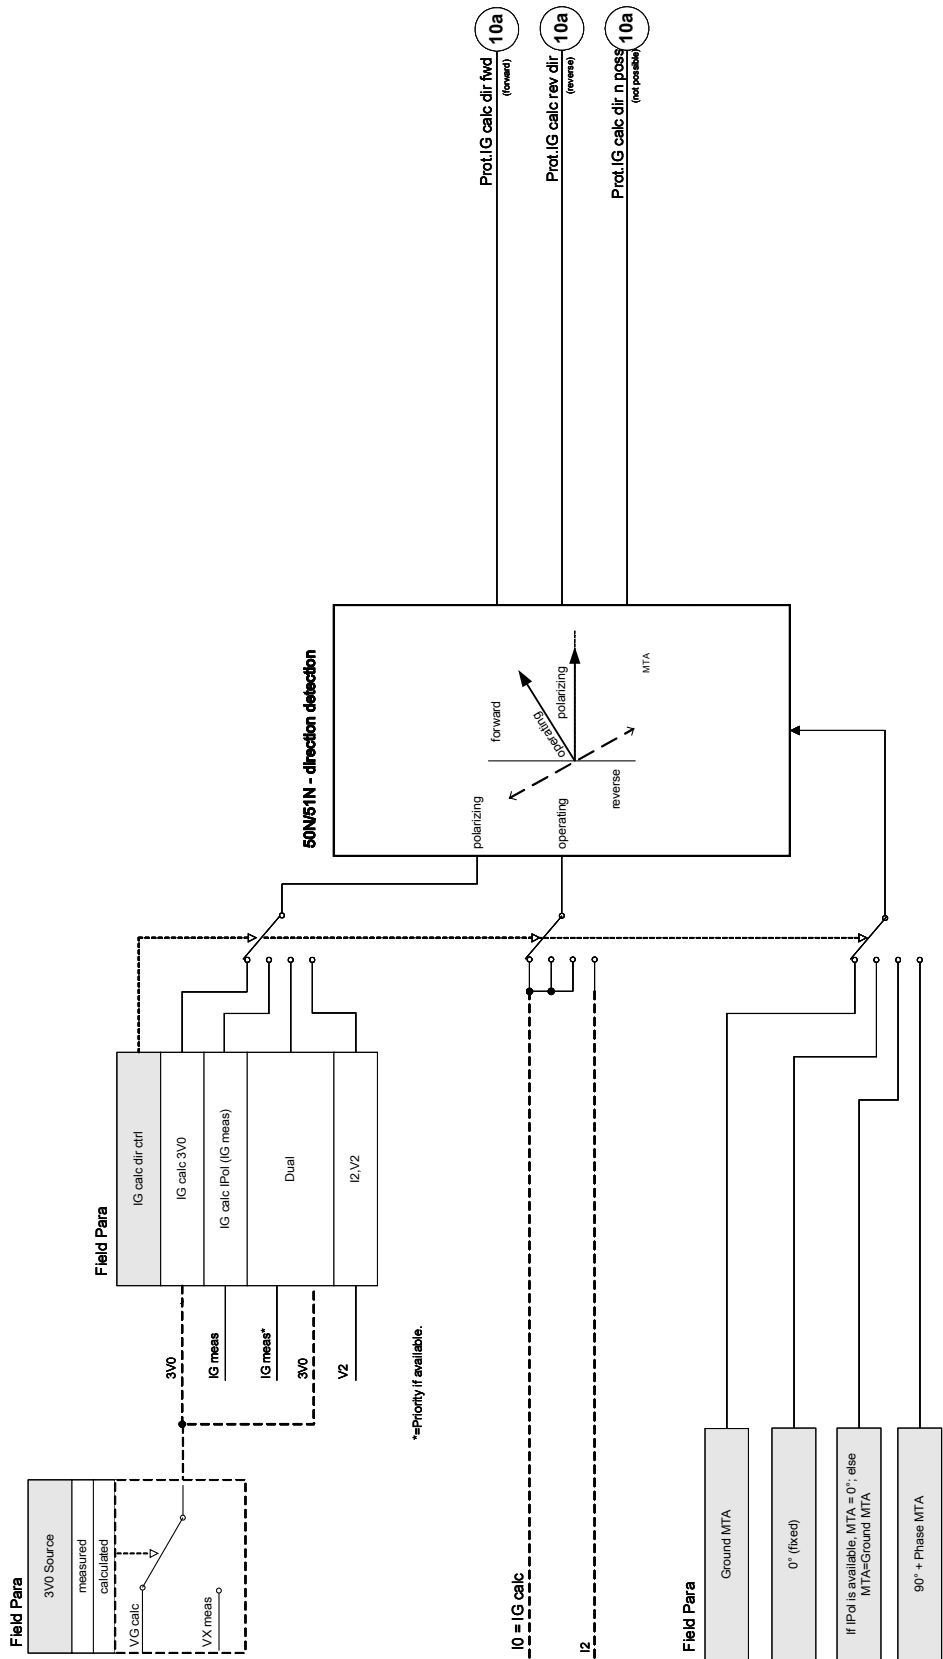 Field Para
3V0 Source
measured
calculated
VG calc
VX meas
Field Para
IG calc dir ctrl
IG calc 3V0
IG calc IPol (IG meas)
Dual
I2,V2
3V0
IG meas
IG meas*
3V0
V2
*=Priority if available.
I0 = IG calc
I2
Field Para
Ground MTA
0° (fixed)
If IPol is available, MTA = 0°; else
MTA=Ground MTA
90° + Phase MTA
50N/51N - direction detection
polarizing
operating
forward
reverse
operating
polarizing
MTA
Prot.IG calc dir fwd
(forward)
10a
Prot.IG calc rev dir
(reverse)
10a
Prot.IG calc dir n poss
(not possible)
10a